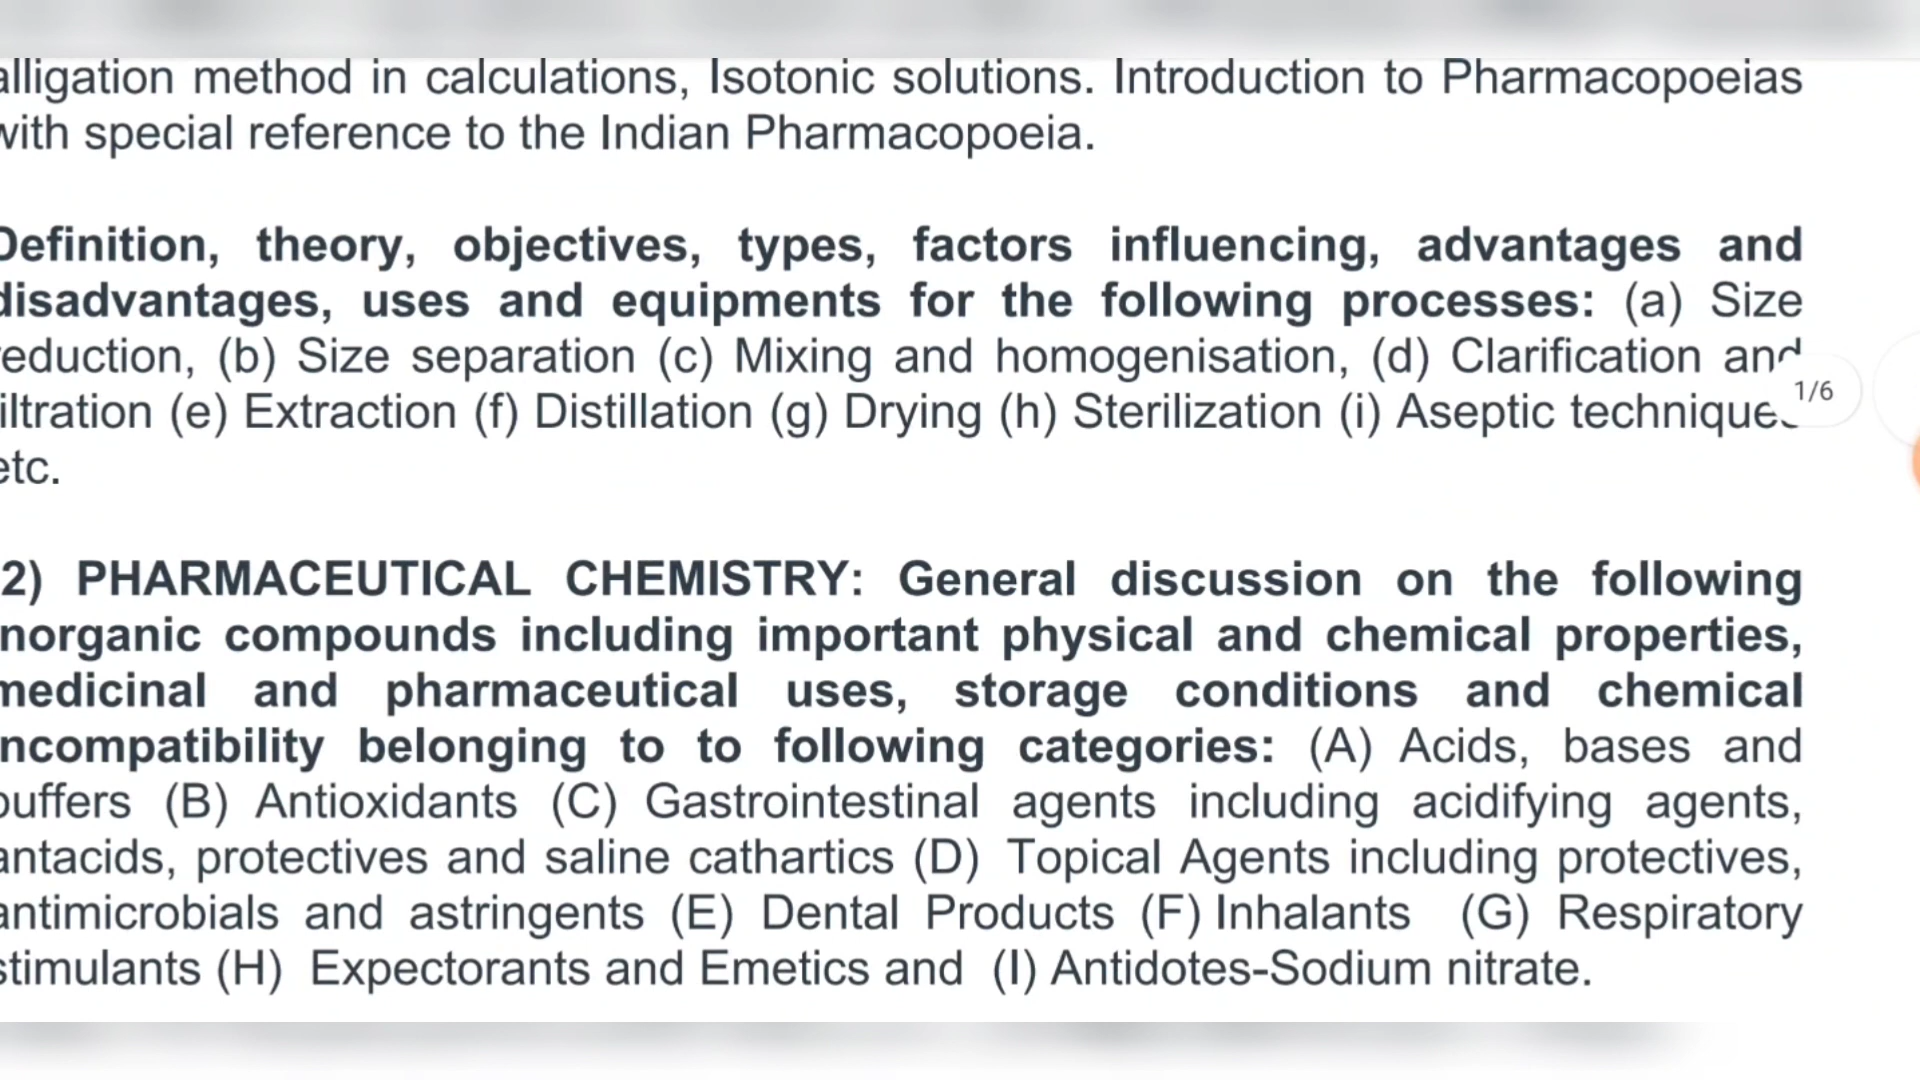 alligation method in calculations, Isotonic solutions. Introduction to Pharmacopoeias
with special reference to the Indian Pharmacopoeia.
Definition, theory, objectives, types, factors influencing, advantages and
disadvantages, uses and equipments for the following processes: (a) Size
reduction, (b) Size separation (c) Mixing and homogenisation, (d) Clarification and
filtration (e) Extraction (f) Distillation (g) Drying (h) Sterilization (i) Aseptic techniques
1/6
etc.
2) PHARMACEUTICAL CHEMISTRY: General discussion on the following
norganic compounds including important physical and chemical properties,
medicinal and pharmaceutical uses, storage conditions and chemical
ncompatibility belonging to to following categories: (A) Acids, bases and
buffers (B) Antioxidants (C) Gastrointestinal agents including acidifying agents,
antacids, protectives and saline cathartics (D) Topical Agents including protectives,
antimicrobials and astringents (E) Dental Products (F) Inhalants (G) Respiratory
stimulants (H) Expectorants and Emetics and (I) Antidotes-Sodium nitrate.